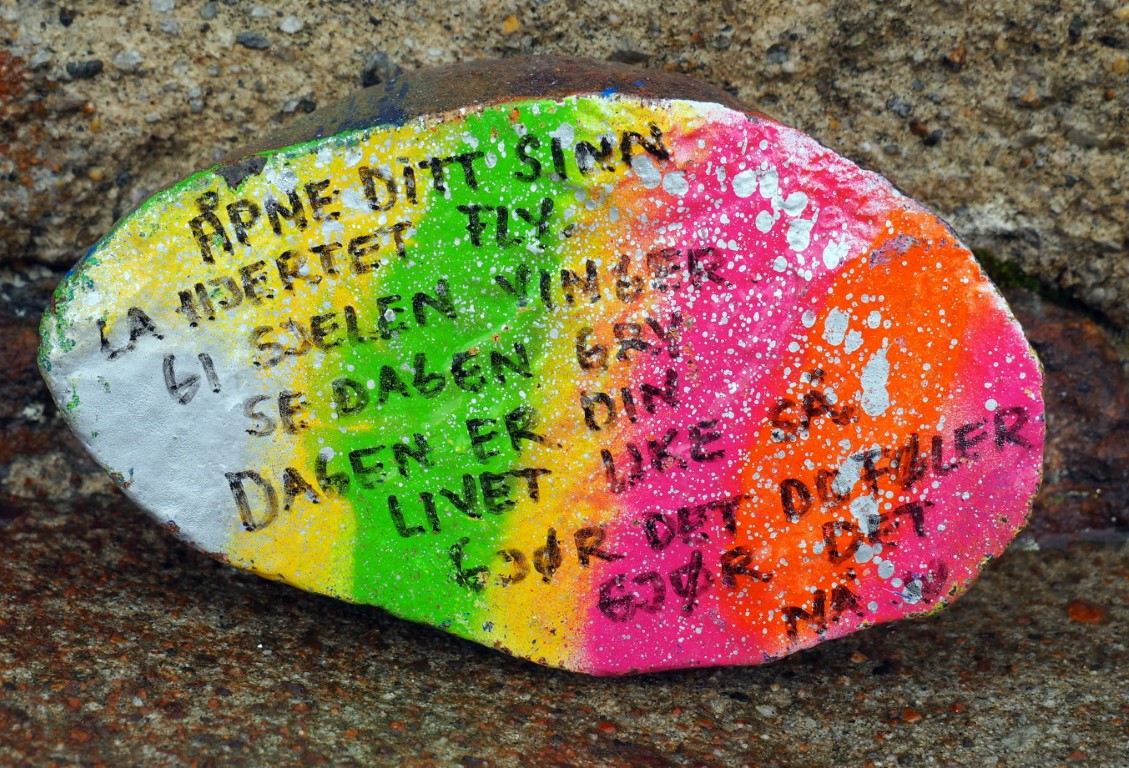 ÅPNE DITT SINN
LA HJERTET FLY.
GI SJELEN VINGER
SE DAGEN GRY
DAGEN ER DIN
LIVET LIKE SÅ
GJØR DET DU FØLER
GJØR DET
NÅ